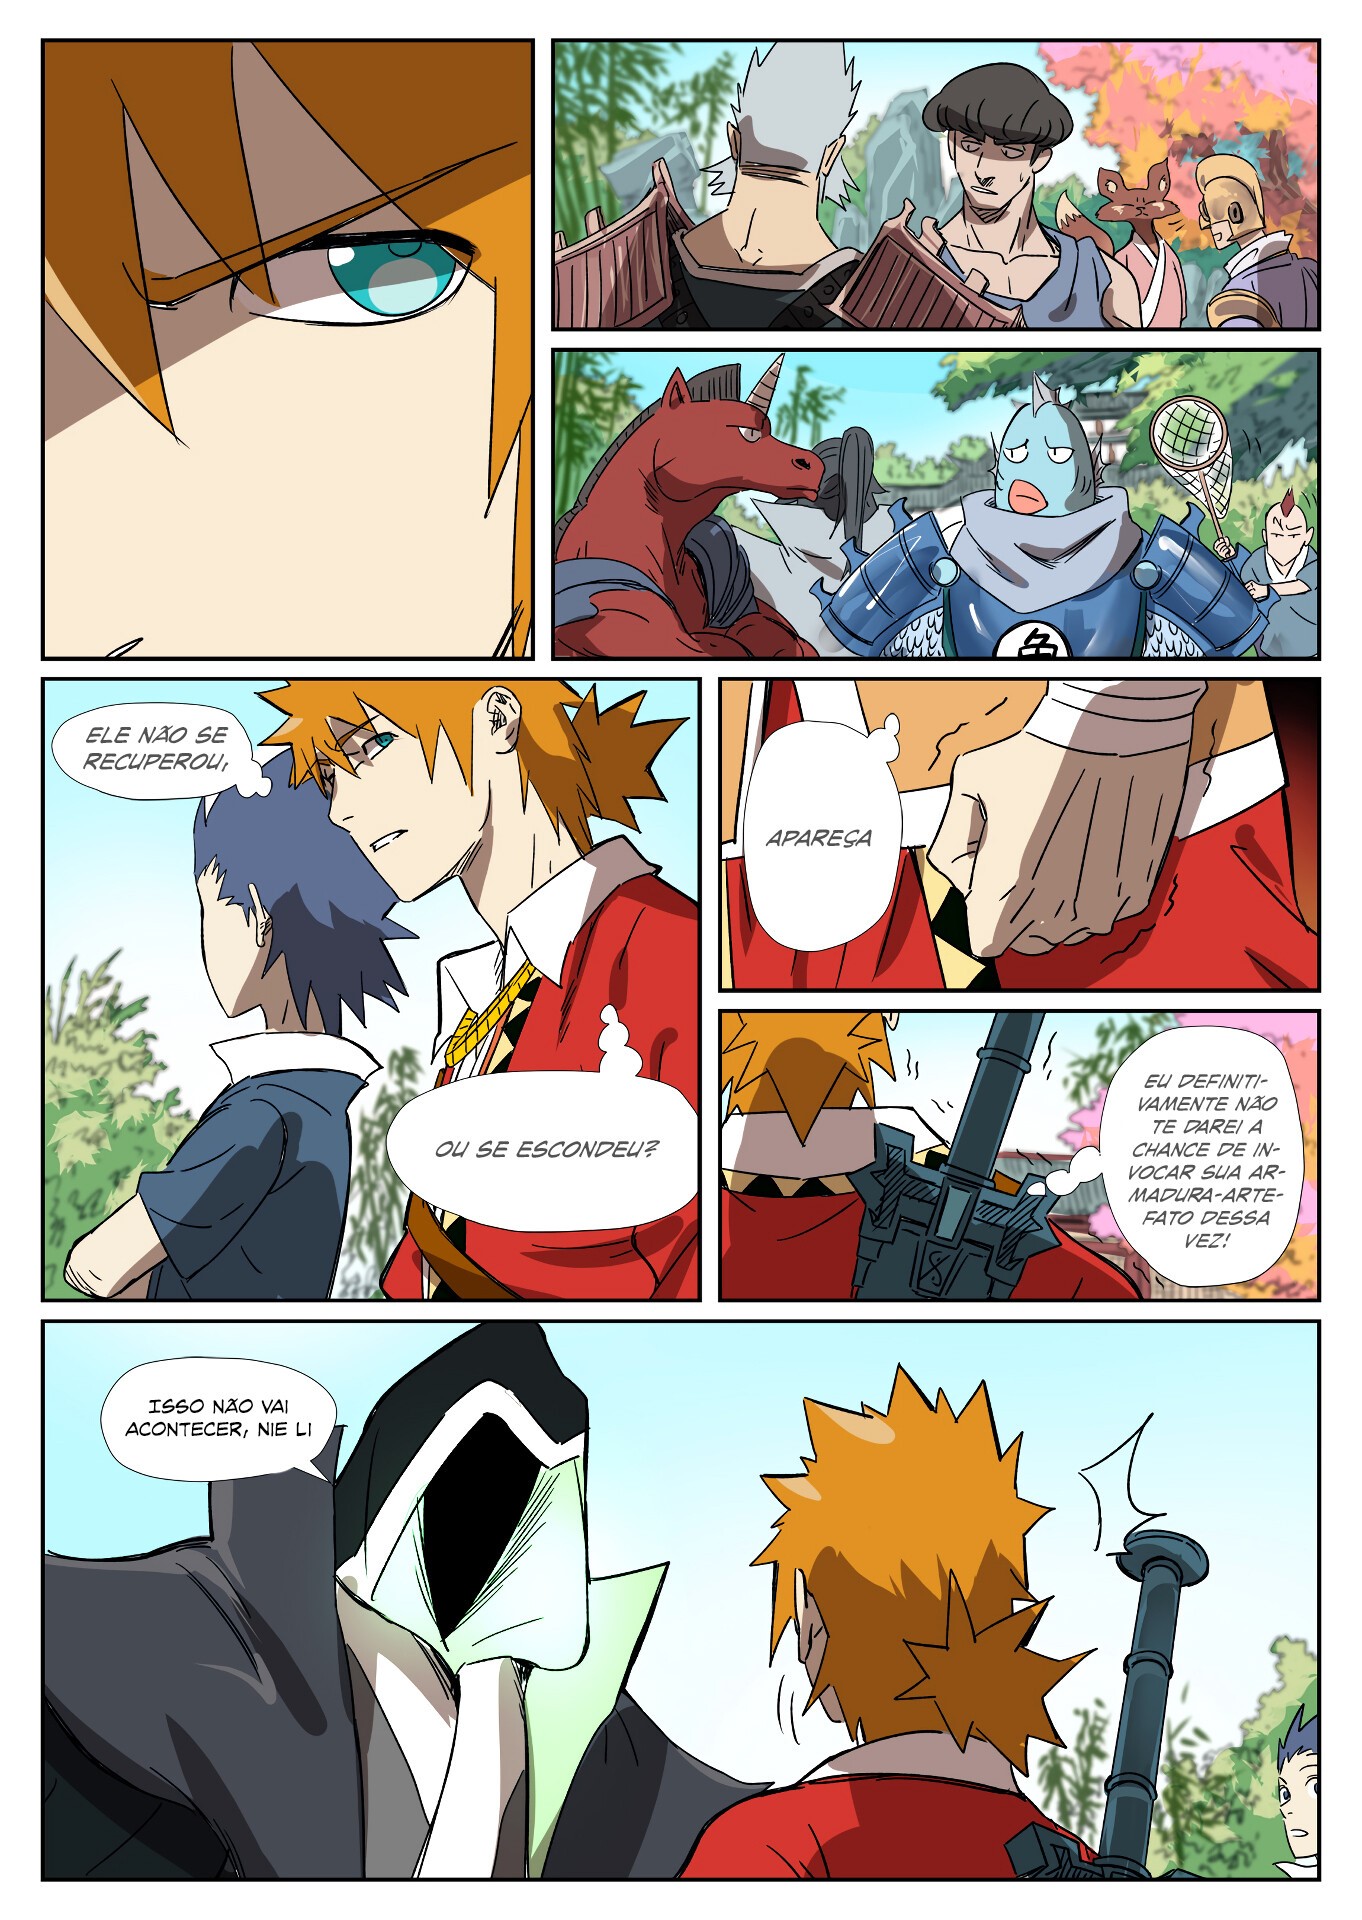 角
ELE NÃO SE
RECUPEROU,
OU SE ESCONDEU?
APAREÇA
EU DEFINITI-
VAMENTE NÃO
TE DAREI A
CHANCE DE IN-
VOCAR SUA AR-
MADURA-ARTE-
FATO DESSA
VEZ!
ISSO NÃO VAI
ACONTECER, NIE LI